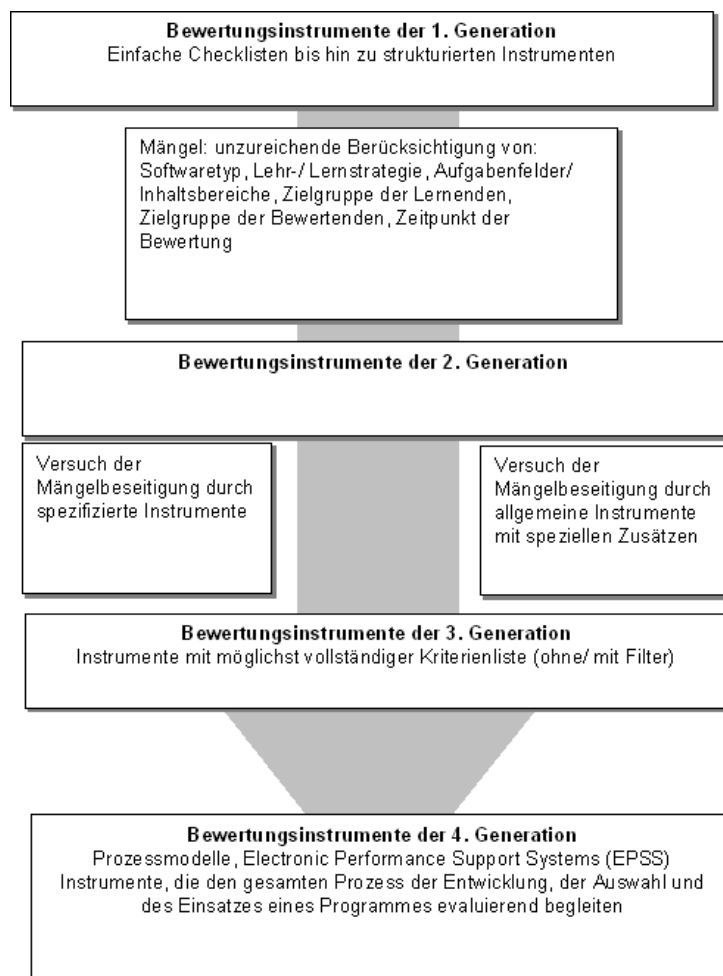 Bewertungsinstrumente der 1. Generation
Einfache Checklisten bis hin zu strukturierten Instrumenten
Mängel: unzureichende Berücksichtigung von:
Softwaretyp, Lehr-/ Lernstrategie, Aufgabenfelder/
Inhaltsbereiche, Zielgruppe der Lernenden,
Zielgruppe der Bewertenden, Zeitpunkt der
Bewertung
Bewertungsinstrumente der 2. Generation
Versuch der
Mängelbeseitigung durch
spezifizierte Instrumente
Versuch der
Mängelbeseitigung durch
allgemeine Instrumente
mit speziellen Zusätzen
Bewertungsinstrumente der 3. Generation
Instrumente mit möglichst vollständiger Kriterienliste (ohne/ mit Filter)
Bewertungsinstrumente der 4. Generation
Prozessmodelle, Electronic Performance Support Systems (EPSS)
Instrumente, die den gesamten Prozess der Entwicklung, der Auswahl und
des Einsatzes eines Programmes evaluierend begleiten